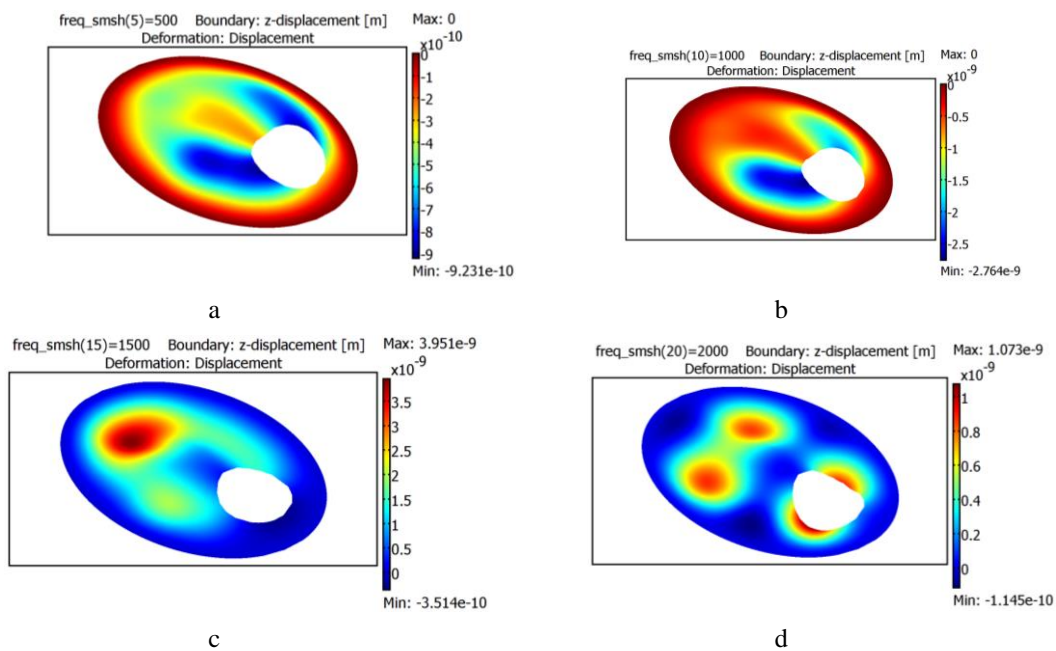 freq_smsh(5)=500 Boundary: z-displacement [m] Max: 0
Deformation: Displacement
x10-10
0
-1
-2
-3
-4
-5
-6
-7
-8
-9
Min: -9.231e-10
a
freq_smsh(10)=1000 Boundary: z-displacement [m] Max: 0
Deformation: Displacement
x10-9
0
-0.5
-1
-1.5
-2
-2.5
Min: -2.764e-9
b
freq_smsh(15)=1500 Boundary: z-displacement [m] Max: 3.951e-9
Deformation: Displacement
x10-9
3.5
3
2.5
2
1.5
1
0.5
0
Min: -3.514e-10
c
freq_smsh(20)=2000 Boundary: z-displacement [m] Max: 1.073e-9
Deformation: Displacement
x10-9
1
0.8
0.6
0.4
0.2
0
Min: -1.145e-10
d